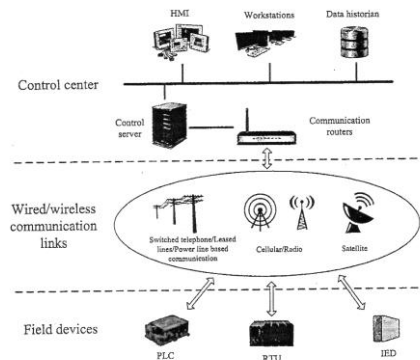 HMI
Workstations
Data historian
Control center
Control
server
Communication
routers
Wired/wireless
communication
links
Switched telephone/Leased
lines/Power line based
communication
Cellular/Radio
Satellite
Field devices
PLC
RTU
IED